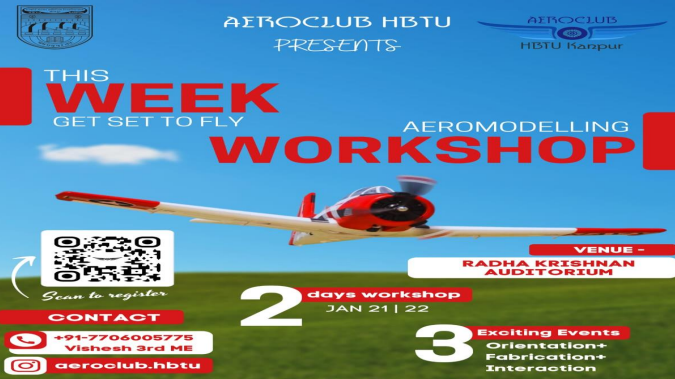 AEROCLUB HBTU
PRESENTS
AEROCLUB
HBTU Kanpur
THIS
WEEK
GET SET TO FLY
AEROMODELLING
WORKSHOP
VENUE -
RADHA KRISHNAN
AUDITORIUM
Scan to register
2 days workshop
JAN 21 | 22
CONTACT
+91-7706005775
Vishesh 3rd ME
aeroclub.hbtu
3 Exciting Events
Orientation+
Fabrication+
Interaction